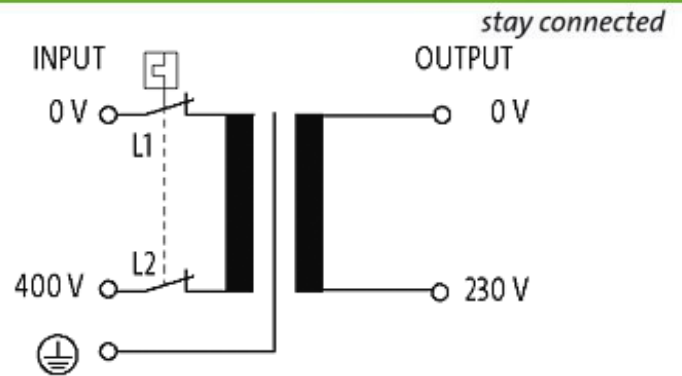 stay connected
INPUT
OUTPUT
0 V
0 V
L1
L2
400 V
230 V